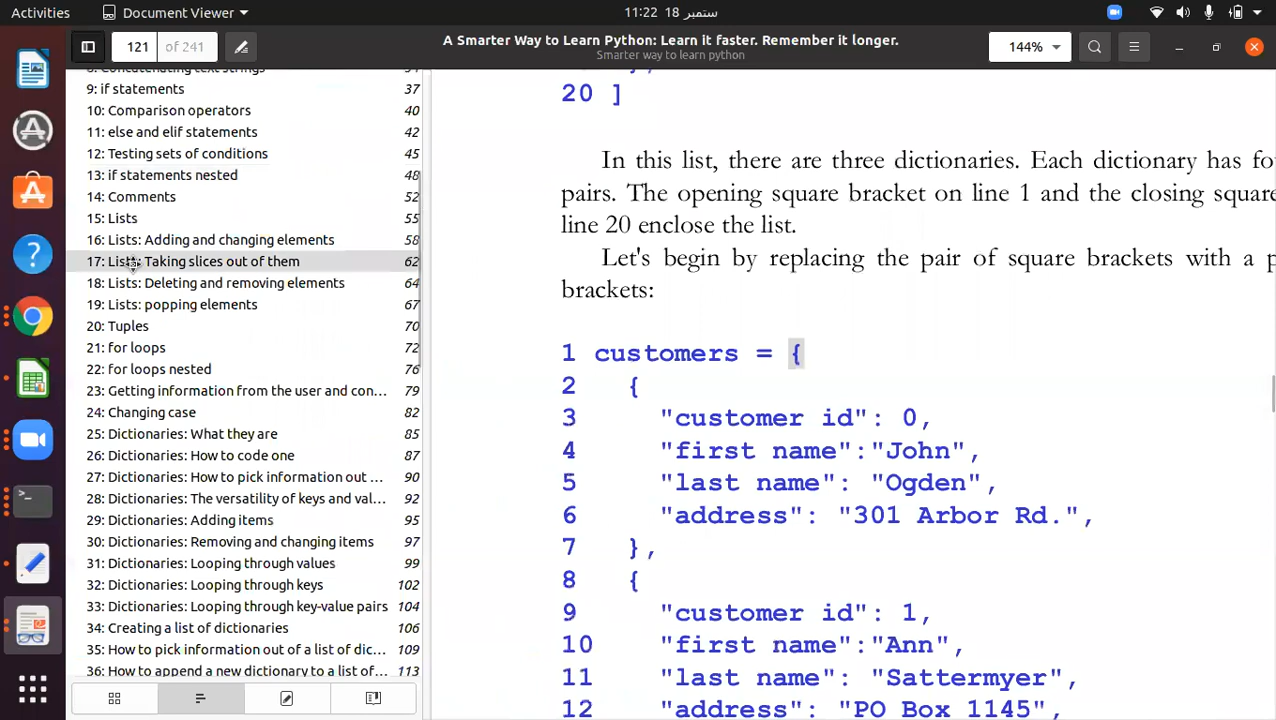 Activities
Document Viewer
11:22 18 ستمبر
121
of 241
A Smarter Way to Learn Python: Learn it faster. Remember it longer.
Smarter way to learn python
144%
8: Concatenating text strings 34
9: if statements 37
10: Comparison operators 40
11: else and elif statements 42
12: Testing sets of conditions 45
13: if statements nested 48
14: Comments 52
15: Lists 55
16: Lists: Adding and changing elements 58
17: Lists: Taking slices out of them 62
18: Lists: Deleting and removing elements 64
19: Lists: popping elements 67
20: Tuples 70
21: for loops 72
22: for loops nested 76
23: Getting information from the user and con… 79
24: Changing case 82
25: Dictionaries: What they are 85
26: Dictionaries: How to code one 87
27: Dictionaries: How to pick information out … 90
28: Dictionaries: The versatility of keys and val… 92
29: Dictionaries: Adding items 95
30: Dictionaries: Removing and changing items 97
31: Dictionaries: Looping through values 99
32: Dictionaries: Looping through keys 102
33: Dictionaries: Looping through key-value pairs 104
34: Creating a list of dictionaries 106
35: How to pick information out of a list of dic… 109
36: How to append a new dictionary to a list of… 113
20 ]
In this list, there are three dictionaries. Each dictionary has fo
pairs. The opening square bracket on line 1 and the closing square
line 20 enclose the list.
Let's begin by replacing the pair of square brackets with a p
brackets:
1 customers = {
2 {
3 "customer id": 0,
4 "first name":"John",
5 "last name": "Ogden",
6 "address": "301 Arbor Rd.",
7 },
8 {
9 "customer id": 1,
10 "first name":"Ann",
11 "last name": "Sattermyer",
12 "address": "PO Box 1145",